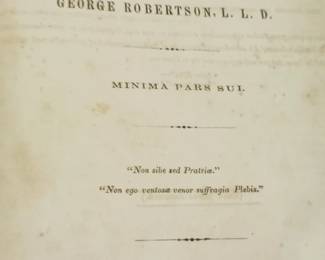 GEORGE ROBERTSON, L. L. D.
MINIMA PARS SUI.
"Non sibe sed Pratriæ."
"Non ego ventosæ venor suffragia Plebis."